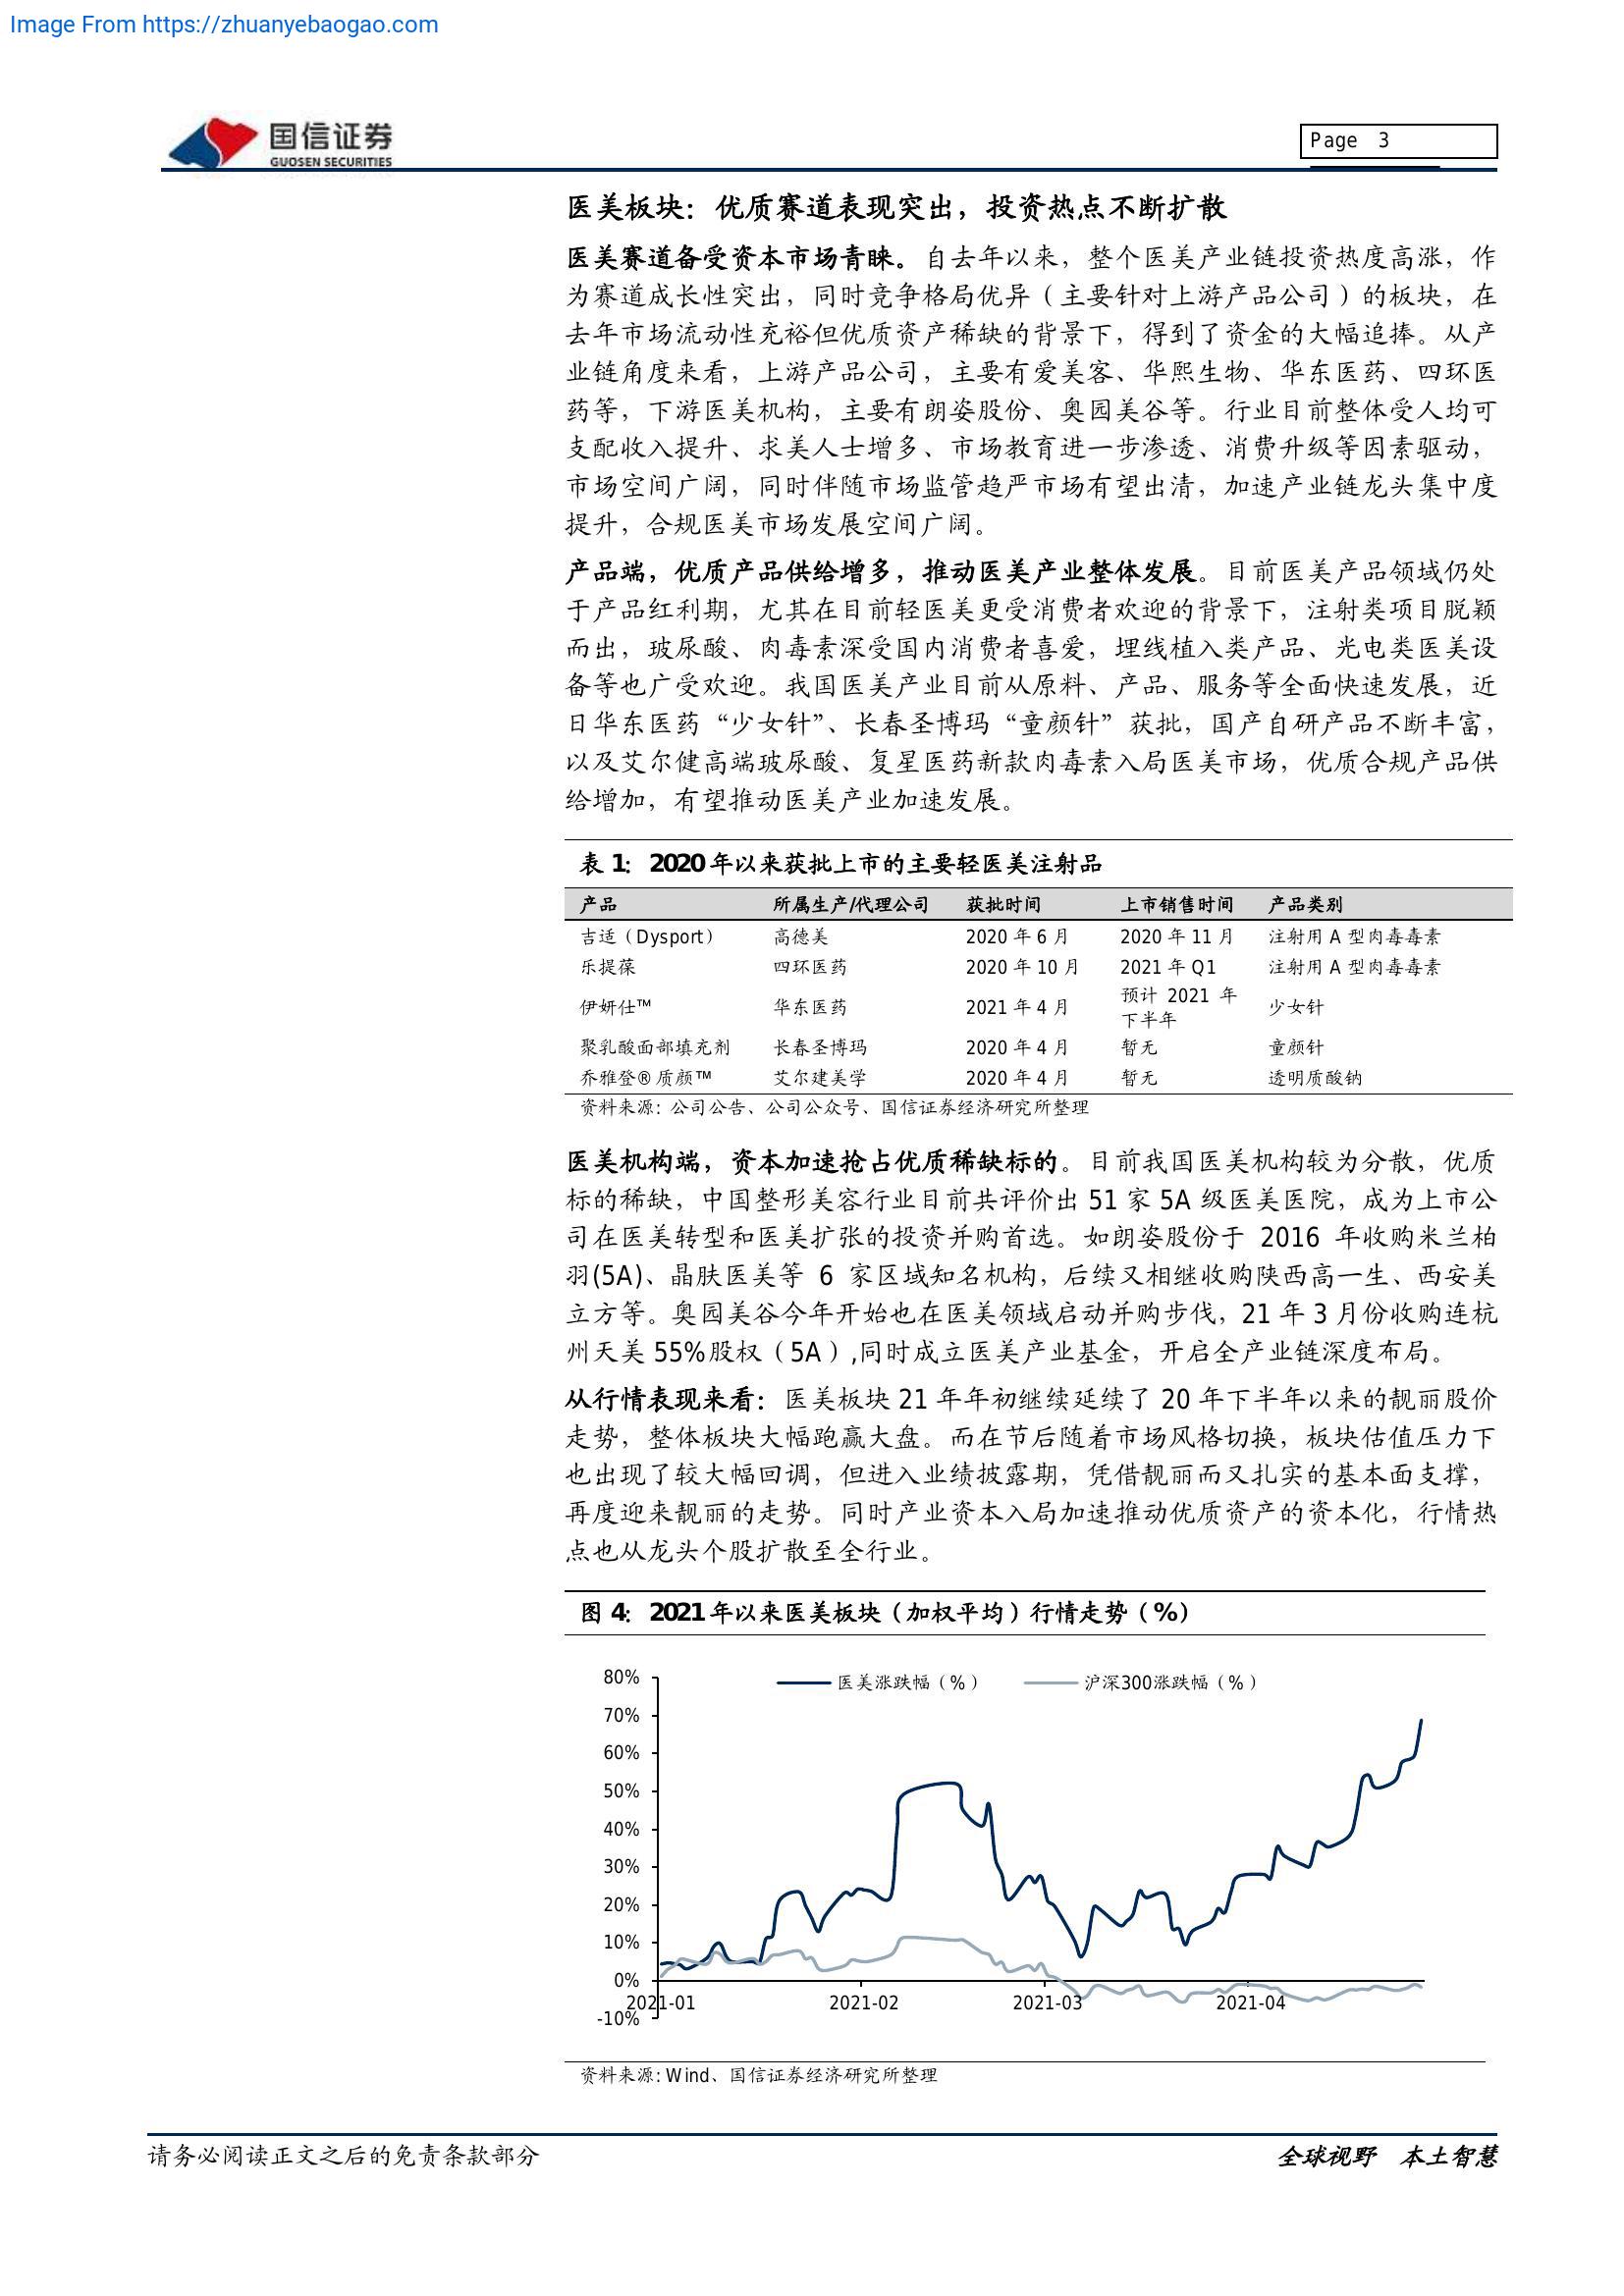 Image From https://zhuanyebaogao.com
国信证券
GUOSEN SECURITIES
Page 3
医美板块：优质赛道表现突出，投资热点不断扩散
医美赛道备受资本市场青睐。自去年以来，整个医美产业链投资热度高涨，作
为赛道成长性突出，同时竞争格局优异（主要针对上游产品公司）的板块，在
去年市场流动性充裕但优质资产稀缺的背景下，得到了资金的大幅追捧。从产
业链角度来看，上游产品公司，主要有爱美客、华熙生物、华东医药、四环医
药等，下游医美机构，主要有朗姿股份、奥园美谷等。行业目前整体受人均可
支配收入提升、求美人士增多、市场教育进一步渗透、消费升级等因素驱动，
市场空间广阔，同时伴随市场监管趋严市场有望出清，加速产业链龙头集中度
提升，合规医美市场发展空间广阔。
产品端，优质产品供给增多，推动医美产业整体发展。目前医美产品领域仍处
于产品红利期，尤其在目前轻医美更受消费者欢迎的背景下，注射类项目脱颖
而出，玻尿酸、肉毒素深受国内消费者喜爱，埋线植入类产品、光电类医美设
备等也广受欢迎。我国医美产业目前从原料、产品、服务等全面快速发展，近
日华东医药“少女针”、长春圣博玛“童颜针”获批，国产自研产品不断丰富，
以及艾尔健高端玻尿酸、复星医药新款肉毒素入局医美市场，优质合规产品供
给增加，有望推动医美产业加速发展。
表 1： 2020 年以来获批上市的主要轻医美注射品
产品 所属生产/代理公司 获批时间 上市销售时间 产品类别
吉适（Dysport） 高德美 2020 年 6 月 2020 年 11 月 注射用 A 型肉毒毒素
乐提葆 四环医药 2020 年 10 月 2021 年 Q1 注射用 A 型肉毒毒素
伊妍仕™ 华东医药 2021 年 4 月 预计 2021 年 少女针
下半年
聚乳酸面部填充剂 长春圣博玛 2020 年 4 月 暂无 童颜针
乔雅登®质颜™ 艾尔建美学 2020 年 4 月 暂无 透明质酸钠
资料来源：公司公告、公司公众号、国信证券经济研究所整理
医美机构端，资本加速抢占优质稀缺标的。目前我国医美机构较为分散，优质
标的稀缺，中国整形美容行业目前共评价出 51 家 5A 级医美医院，成为上市公
司在医美转型和医美扩张的投资并购首选。如朗姿股份于 2016 年收购米兰柏
羽(5A)、晶肤医美等 6 家区域知名机构，后续又相继收购陕西高一生、西安美
立方等。奥园美谷今年开始也在医美领域启动并购步伐，21 年 3 月份收购连杭
州天美 55%股权（5A）,同时成立医美产业基金，开启全产业链深度布局。
从行情表现来看：医美板块 21 年年初继续延续了 20 年下半年以来的靓丽股价
走势，整体板块大幅跑赢大盘。而在节后随着市场风格切换，板块估值压力下
也出现了较大幅回调，但进入业绩披露期，凭借靓丽而又扎实的基本面支撑，
再度迎来靓丽的走势。同时产业资本入局加速推动优质资产的资本化，行情热
点也从龙头个股扩散至全行业。
图 4： 2021 年以来医美板块（加权平均）行情走势（%）
医美涨跌幅（%） 沪深300涨跌幅（%）
80%
70%
60%
50%
40%
30%
20%
10%
0%
-10%
2021-01 2021-02 2021-03 2021-04
资料来源：Wind、国信证券经济研究所整理
请务必阅读正文之后的免责条款部分 全球视野 本土智慧